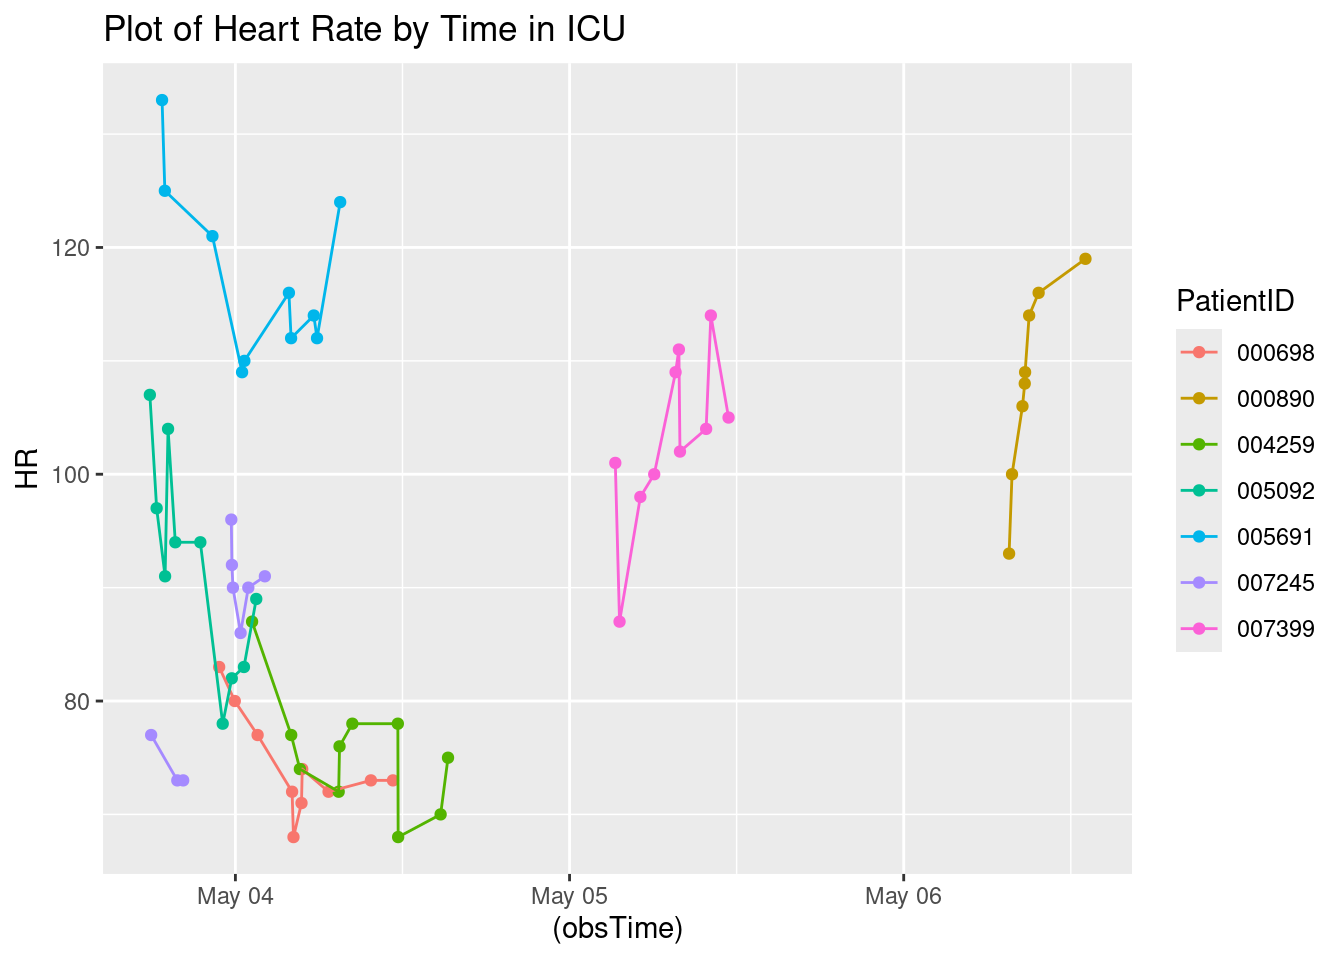 Plot of Heart Rate by Time in ICU
HR
120
100
80
May 04
May 05
May 06
(obsTime)
PatientID
000698
000890
004259
005092
005691
007245
007399